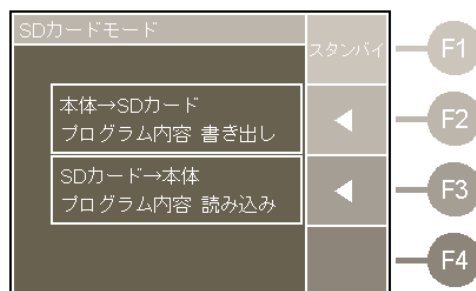 SDカードモード
スタンバイ
F1
本体→SDカード
プログラム内容 書き出し
◀
F2
SDカード→本体
プログラム内容 読み込み
◀
F3
F4